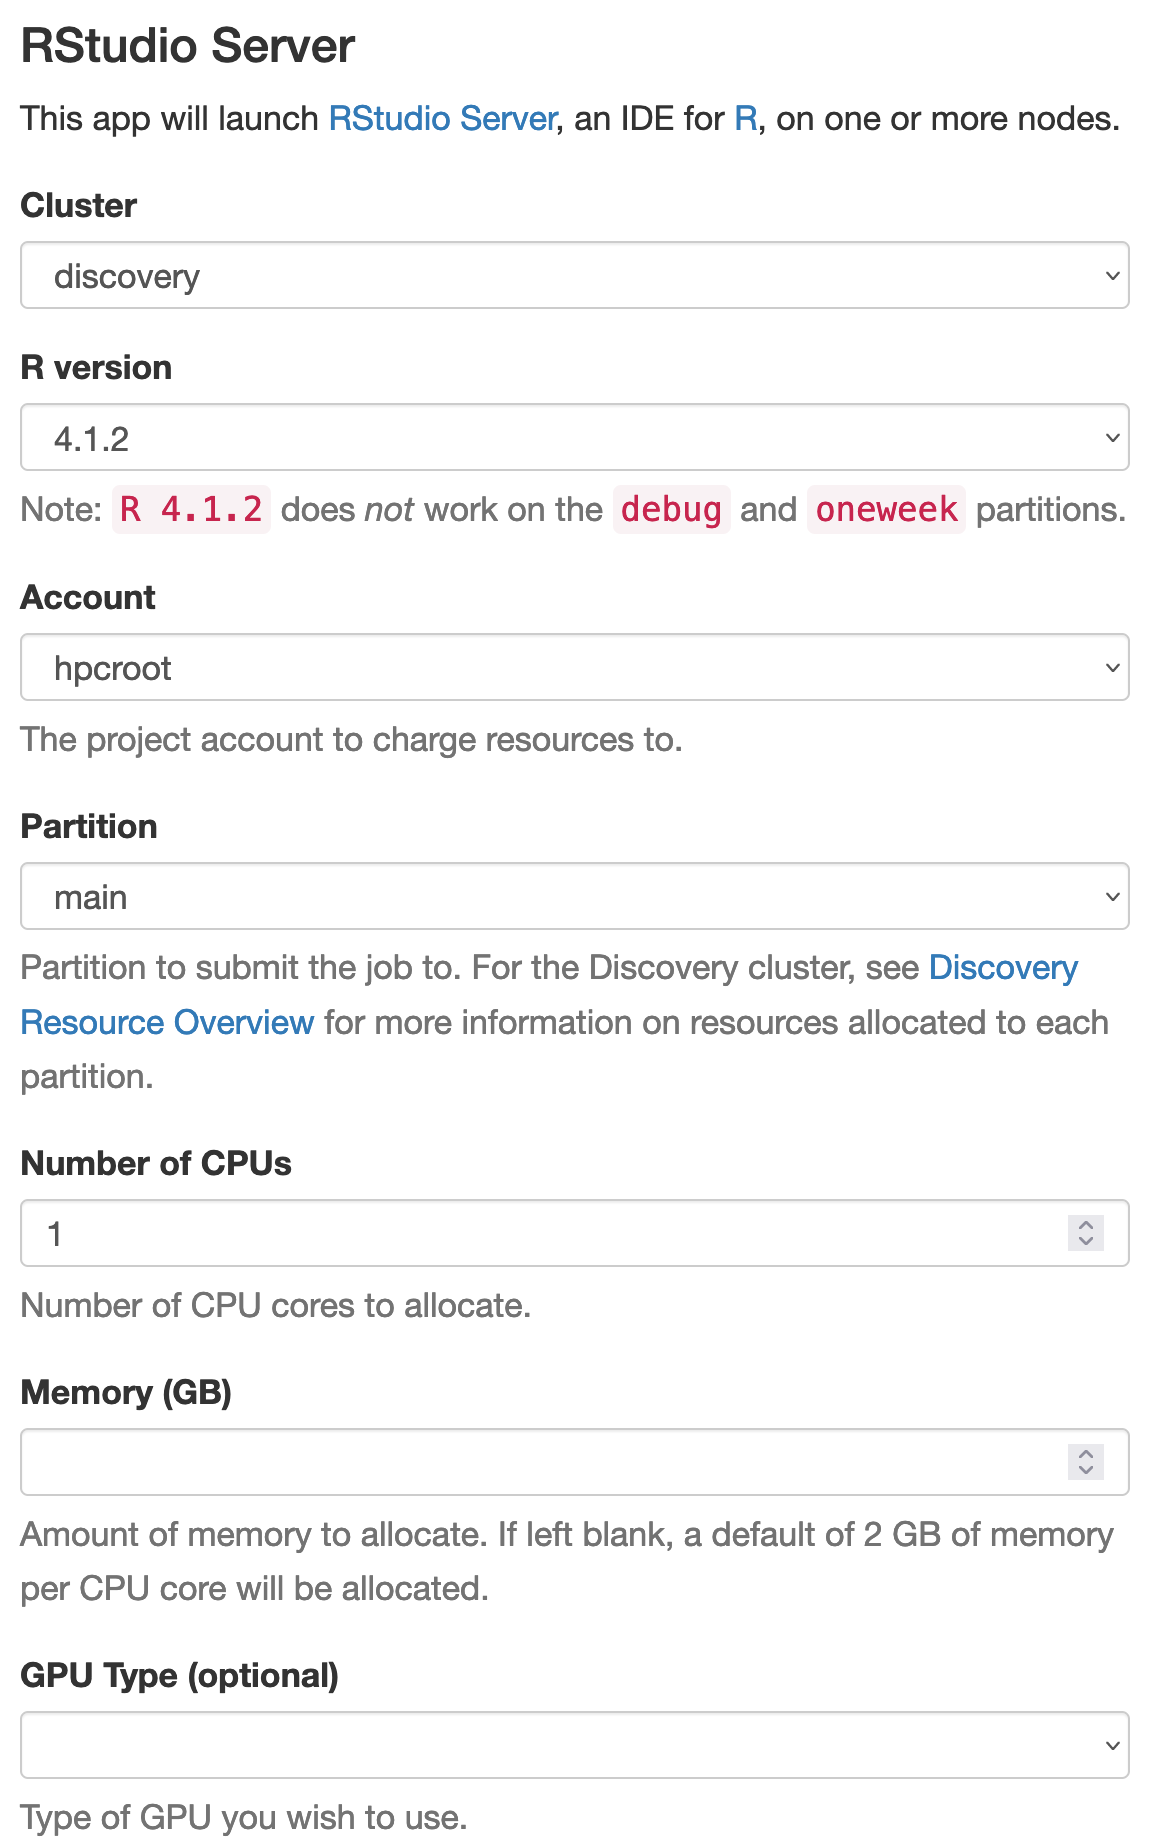 RStudio Server
This app will launch RStudio Server, an IDE for R, on one or more nodes.
Cluster
discovery
R version
4.1.2
Note: R 4.1.2 does not work on the debug and oneweek partitions.
Account
hpcroot
The project account to charge resources to.
Partition
main
Partition to submit the job to. For the Discovery cluster, see Discovery
Resource Overview for more information on resources allocated to each
partition.
Number of CPUs
1
Number of CPU cores to allocate.
Memory (GB)
Amount of memory to allocate. If left blank, a default of 2 GB of memory
per CPU core will be allocated.
GPU Type (optional)
Type of GPU you wish to use.